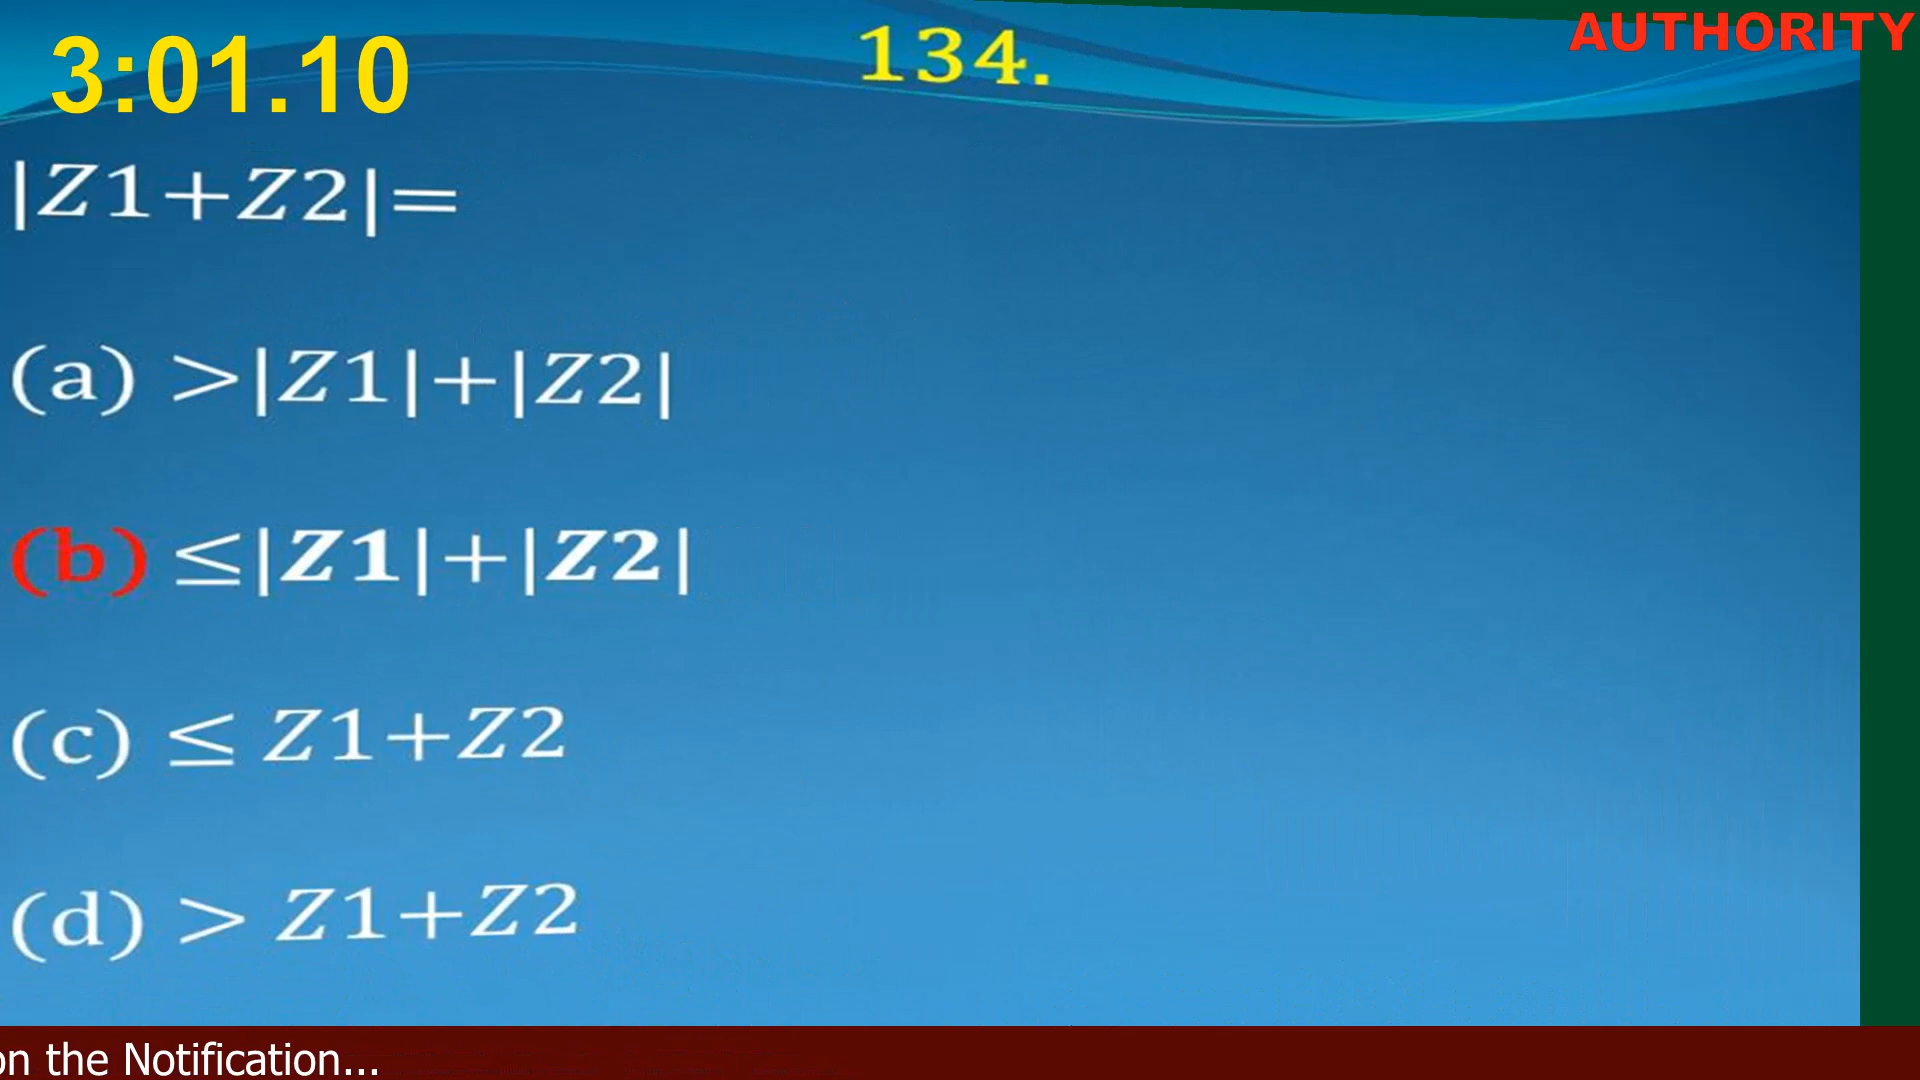 3:01.10
134.
AUTHORITY
|Z1+Z2|=
(a) >|Z1|+|Z2|
(b) ≤|Z1|+|Z2|
(c) ≤ Z1+Z2
(d) > Z1+Z2
on the Notification...